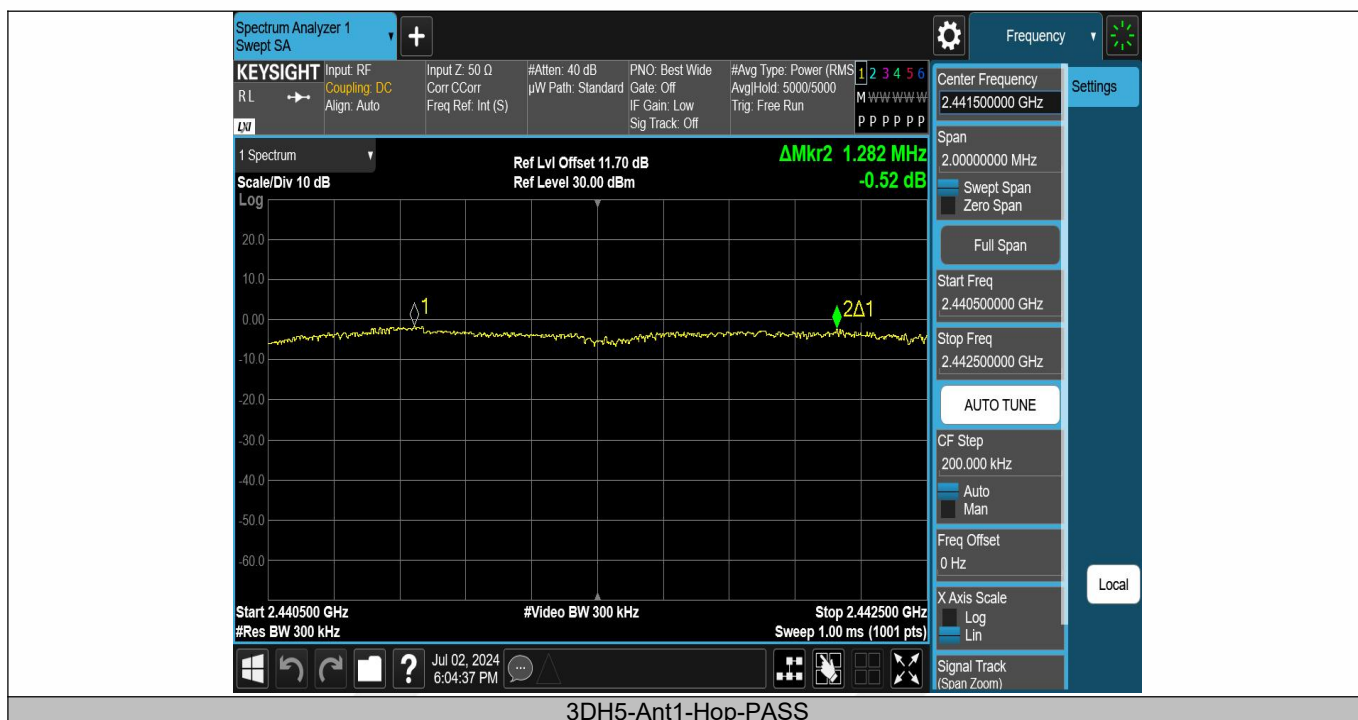 Spectrum Analyzer 1
Swept SA
+
Frequency
KEYSIGHT
RL
LXI
Input: RF
Coupling: DC
Align: Auto
Input Z: 50 Ω
Corr CCorr
Freq Ref: Int (S)
#Atten: 40 dB
µW Path: Standard
PNO: Best Wide
Gate: Off
IF Gain: Low
Sig Track: Off
#Avg Type: Power (RMS
Avg|Hold: 5000/5000
Trig: Free Run
1 2 3 4 5 6
M W W W W W
P P P P P P
1 Spectrum
Scale/Div 10 dB
Log
Ref Lvl Offset 11.70 dB
Ref Level 30.00 dBm
ΔMkr2 1.282 MHz
-0.52 dB
20.0
10.0
0.00
-10.0
-20.0
-30.0
-40.0
-50.0
-60.0
1
2Δ1
Start 2.440500 GHz
#Res BW 300 kHz
#Video BW 300 kHz
Stop 2.442500 GHz
Sweep 1.00 ms (1001 pts)
Center Frequency
2.441500000 GHz
Settings
Span
2.00000000 MHz
Swept Span
Zero Span
Full Span
Start Freq
2.440500000 GHz
Stop Freq
2.442500000 GHz
AUTO TUNE
CF Step
200.000 kHz
Auto
Man
Freq Offset
0 Hz
X Axis Scale
Log
Lin
Local
Signal Track
(Span Zoom)
?
Jul 02, 2024
6:04:37 PM
3DH5-Ant1-Hop-PASS